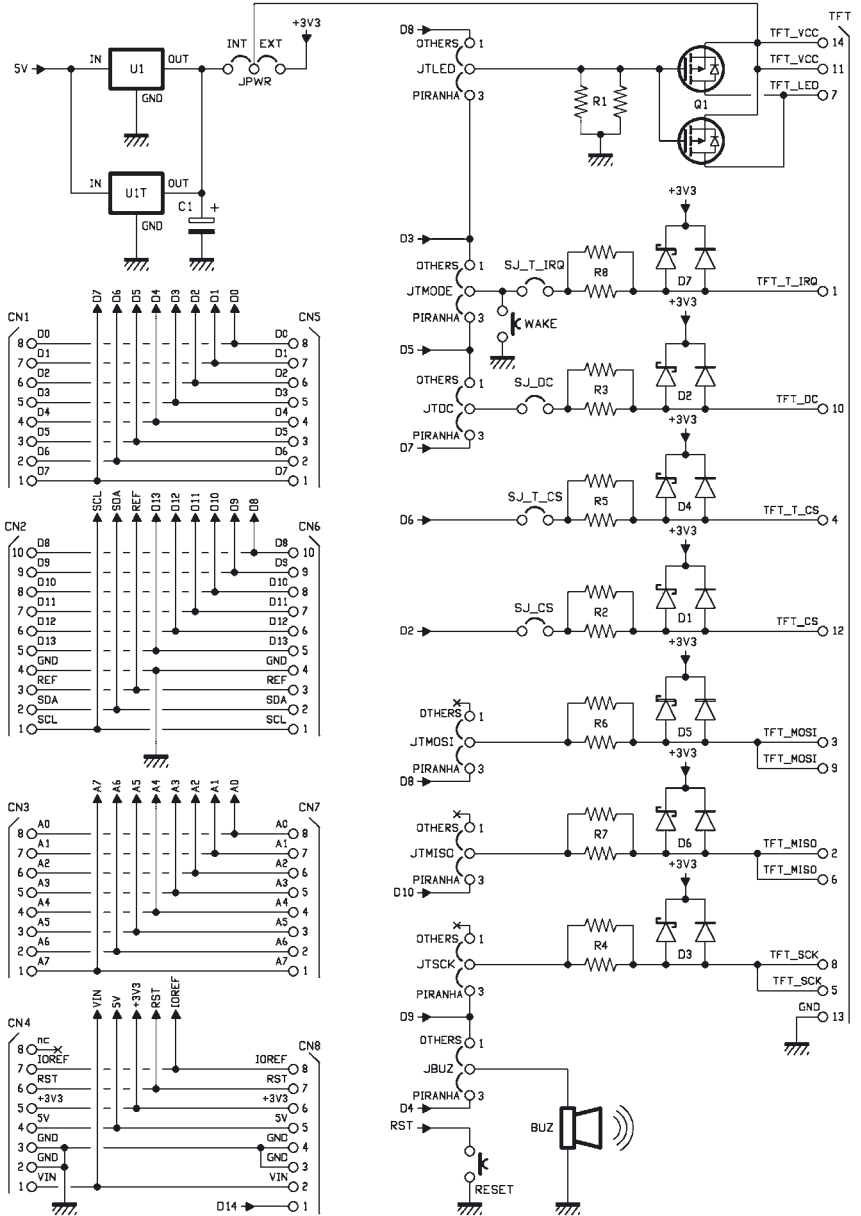 5V
IN
U1
OUT
GND
INT
EXT
JPWR
+3V3
IN
U1T
OUT
GND
C1
+
D8
OTHERS
1
JTLED
PIRANHA
3
R1
Q1
TFT
TFT_VCC
14
TFT_VCC
11
TFT_LED
7
D3
OTHERS
1
JTMODE
PIRANHA
3
SJ_T_IRQ
WAKE
R8
+3V3
D7
TFT_T_IRQ
1
D5
OTHERS
1
JTDC
PIRANHA
3
D7
SJ_DC
R3
+3V3
D2
TFT_DC
10
D6
SJ_T_CS
R5
+3V3
D4
TFT_T_CS
4
D2
SJ_CS
R2
+3V3
D1
TFT_CS
12
OTHERS
1
JTMOSI
PIRANHA
3
D8
R6
+3V3
D5
TFT_MOSI
3
TFT_MOSI
9
OTHERS
1
JTMISO
PIRANHA
3
D10
R7
+3V3
D6
TFT_MISO
2
TFT_MISO
6
OTHERS
1
JTSCK
PIRANHA
3
R4
+3V3
D3
TFT_SCK
8
TFT_SCK
5
GND
13
D9
OTHERS
1
JBUZ
PIRANHA
3
D4
BUZ
RST
RESET
D7 D6 D5 D4 D3 D2 D1 D0
CN1
CN5
8 D0 D0 8
7 D1 D1 7
6 D2 D2 6
5 D3 D3 5
4 D4 D4 4
3 D5 D5 3
2 D6 D6 2
1 D7 D7 1
SCL SDA REF D13 D12 D11 D10 D9 D8
CN2
CN6
10 D8 D8 10
9 D9 D9 9
8 D10 D10 8
7 D11 D11 7
6 D12 D12 6
5 D13 D13 5
4 GND GND 4
3 REF REF 3
2 SDA SDA 2
1 SCL SCL 1
A7 A6 A5 A4 A3 A2 A1 A0
CN3
CN7
8 A0 A0 8
7 A1 A1 7
6 A2 A2 6
5 A3 A3 5
4 A4 A4 4
3 A5 A5 3
2 A6 A6 2
1 A7 A7 1
VIN 5V +3V3 RST IOREF
CN4
CN8
8 nc
7 IOREF IOREF 8
6 RST RST 7
5 +3V3 +3V3 6
4 5V 5V 5
3 GND GND 4
2 GND GND 3
1 VIN VIN 2
D14 1